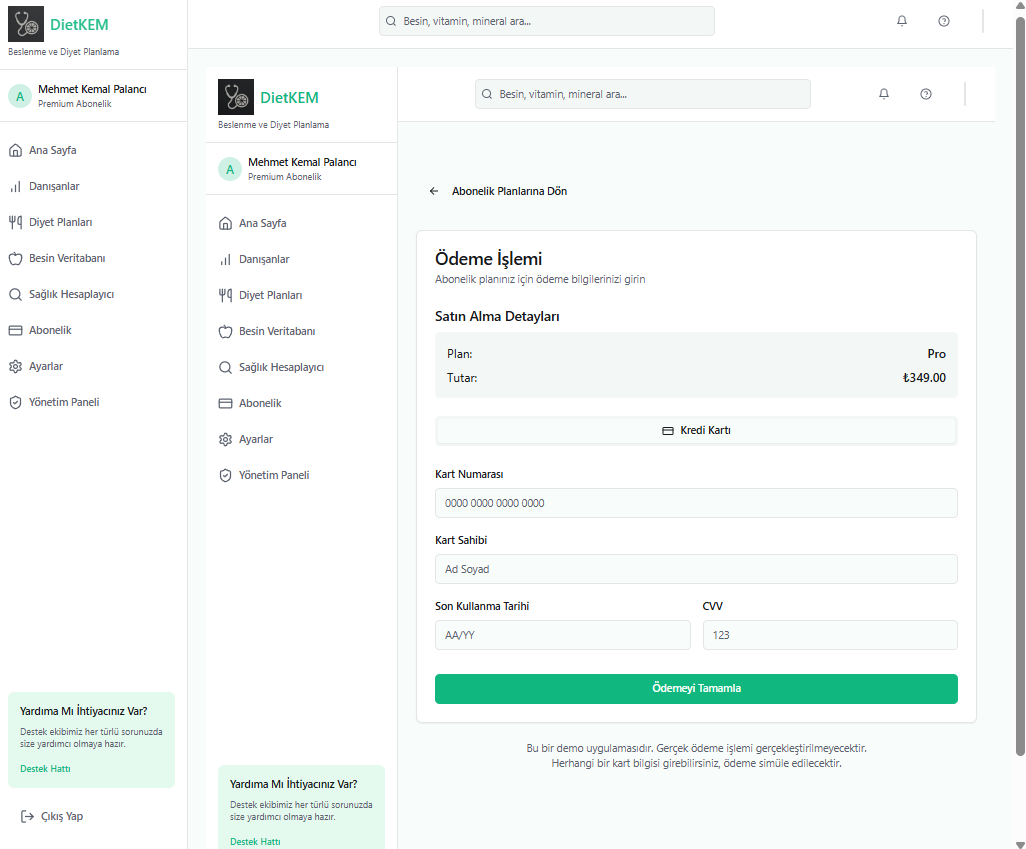 DietKEM
Beslenme ve Diyet Planlama
A
Mehmet Kemal Palancı
Premium Abonelik
Ana Sayfa
Danışanlar
Diyet Planları
Besin Veritabanı
Sağlık Hesaplayıcı
Abonelik
Ayarlar
Yönetim Paneli
Yardıma Mı İhtiyacınız Var?
Destek ekibimiz her türlü sorunuzda
size yardımcı olmaya hazır.
Destek Hattı
Çıkış Yap
Besin, vitamin, mineral ara...
DietKEM
Beslenme ve Diyet Planlama
A
Mehmet Kemal Palancı
Premium Abonelik
Ana Sayfa
Danışanlar
Diyet Planları
Besin Veritabanı
Sağlık Hesaplayıcı
Abonelik
Ayarlar
Yönetim Paneli
Yardıma Mı İhtiyacınız Var?
Destek ekibimiz her türlü sorunuzda
size yardımcı olmaya hazır.
Destek Hattı
Besin, vitamin, mineral ara...
Abonelik Planlarına Dön
Ödeme İşlemi
Abonelik planınız için ödeme bilgilerinizi girin
Satın Alma Detayları
Plan: Pro
Tutar: ₺349.00
Kredi Kartı
Kart Numarası
0000 0000 0000 0000
Kart Sahibi
Ad Soyad
Son Kullanma Tarihi
AA/YY
CVV
123
Ödemeyi Tamamla
Bu bir demo uygulamasıdır. Gerçek ödeme işlemi gerçekleştirilmeyecektir.
Herhangi bir kart bilgisi girebilirsiniz, ödeme simüle edilecektir.